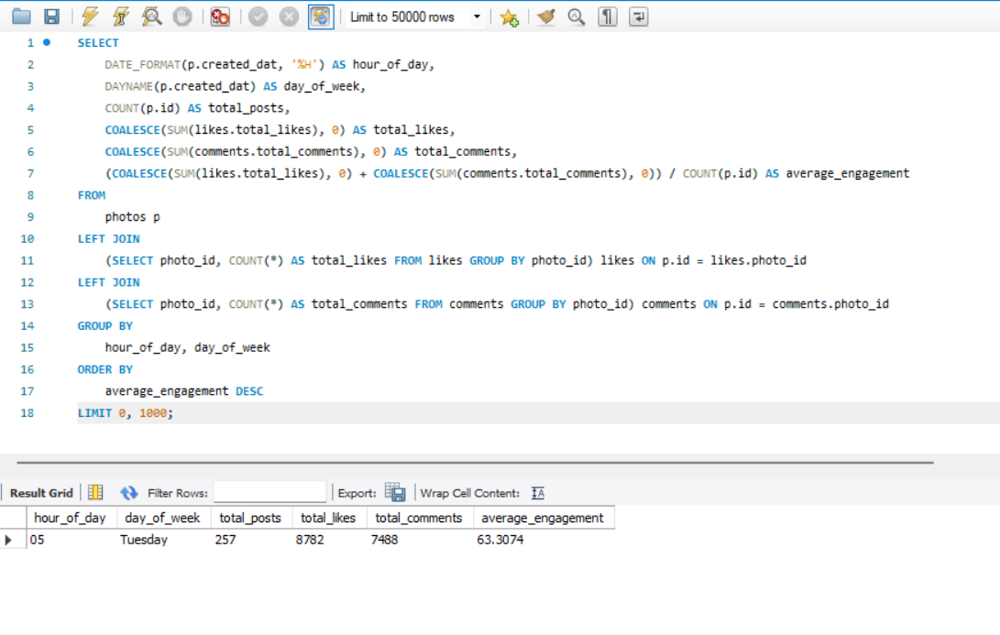 Limit to 50000 rows
1 SELECT
2 DATE_FORMAT(p.created_dat, '%H') AS hour_of_day,
3 DAYNAME(p.created_dat) AS day_of_week,
4 COUNT(p.id) AS total_posts,
5 COALESCE(SUM(likes.total_likes), 0) AS total_likes,
6 COALESCE(SUM(comments.total_comments), 0) AS total_comments,
7 (COALESCE(SUM(likes.total_likes), 0) + COALESCE(SUM(comments.total_comments), 0)) / COUNT(p.id) AS average_engagement
8 FROM
9 photos p
10 LEFT JOIN
11 (SELECT photo_id, COUNT(*) AS total_likes FROM likes GROUP BY photo_id) likes ON p.id = likes.photo_id
12 LEFT JOIN
13 (SELECT photo_id, COUNT(*) AS total_comments FROM comments GROUP BY photo_id) comments ON p.id = comments.photo_id
14 GROUP BY
15 hour_of_day, day_of_week
16 ORDER BY
17 average_engagement DESC
18 LIMIT 0, 1000;
Result Grid Filter Rows: Export: Wrap Cell Content:
hour_of_day day_of_week total_posts total_likes total_comments average_engagement
05 Tuesday 257 8782 7488 63.3074